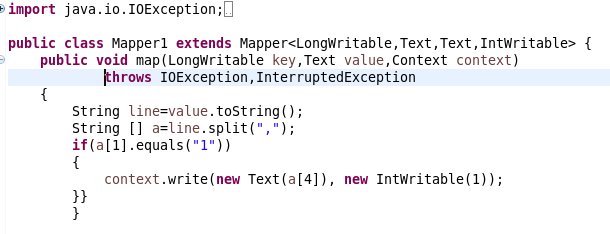 import java.io.IOException;
public class Mapper1 extends Mapper<LongWritable,Text,Text,IntWritable> {
    public void map(LongWritable key,Text value,Context context)
            throws IOException,InterruptedException
    {
        String line=value.toString();
        String [] a=line.split(",");
        if(a[1].equals("1"))
        {
            context.write(new Text(a[4]), new IntWritable(1));
        }}
        }